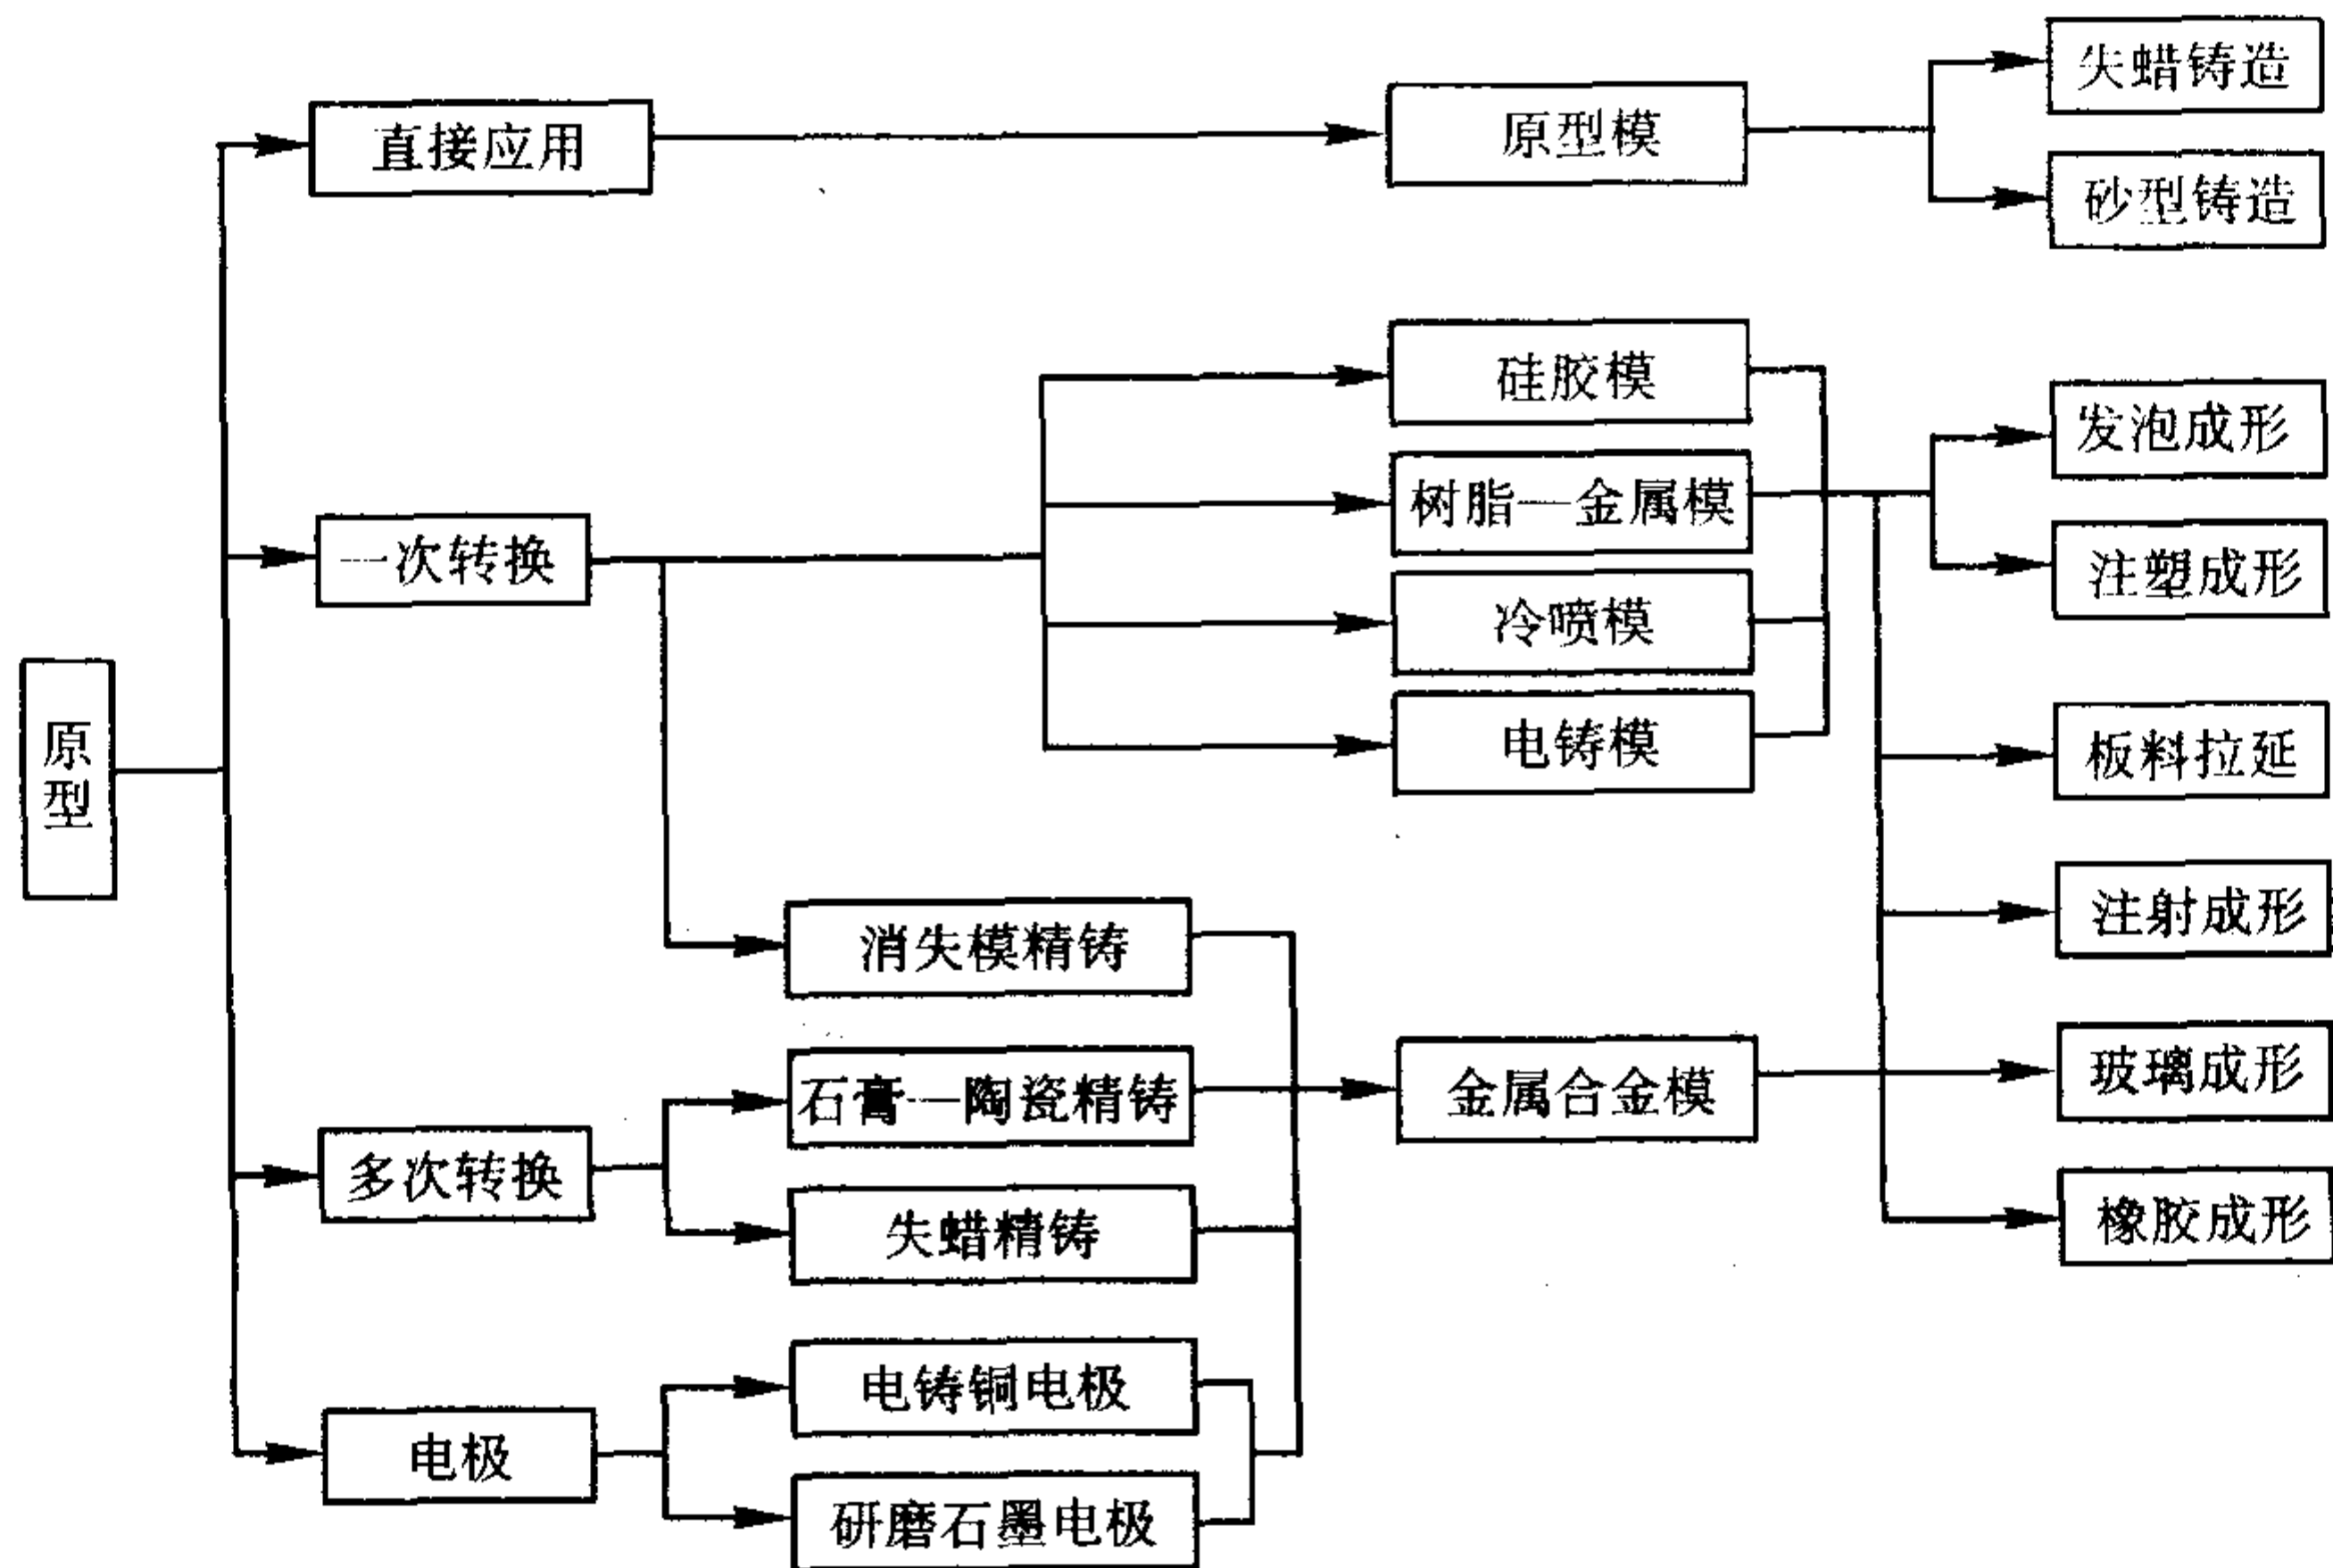 失蜡铸造
直接应用
原型模
砂型铸造
硅胶模
发泡成形
树脂—金属模
一次转换
注塑成形
冷喷模
原型
电铸模
板料拉延
消失模精铸
注射成形
石膏—陶瓷精铸
金属合金模
玻璃成形
多次转换
失蜡精铸
橡胶成形
电铸铜电极
电极
研磨石墨电极